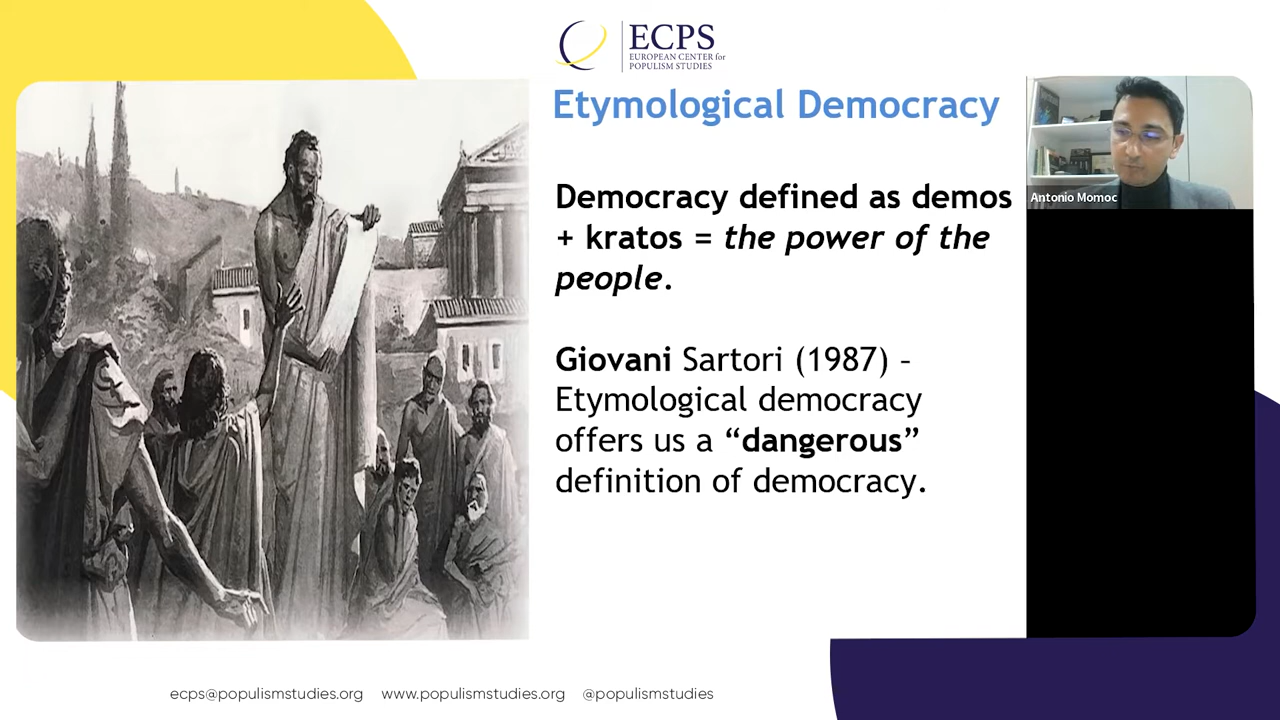 ECPS
EUROPEAN CENTER for
POPULISM STUDIES
Etymological Democracy
Democracy defined as demos
+ kratos = the power of the
people.
Giovani Sartori (1987) –
Etymological democracy
offers us a “dangerous”
definition of democracy.
Antonio Momoc
ecps@populismstudies.org www.populismstudies.org @populismstudies